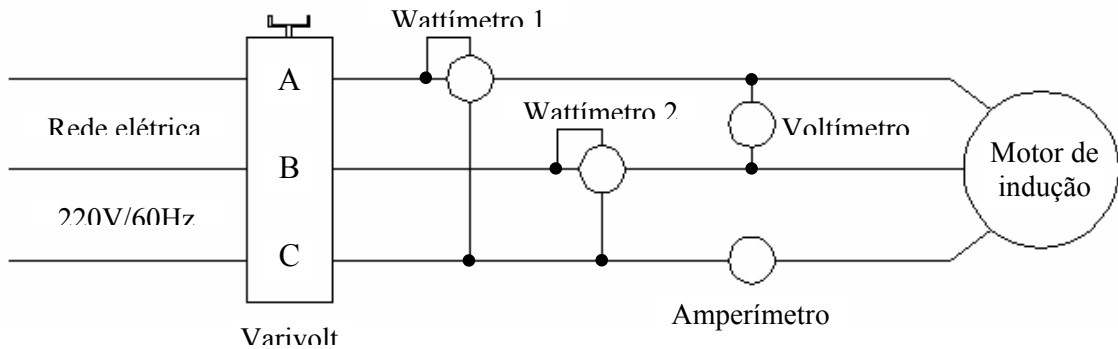 Wattímetro 1
A
Rede elétrica
Wattímetro 2
Voltímetro
B
Motor de
indução
220V/60Hz
C
Amperímetro
Varivolt